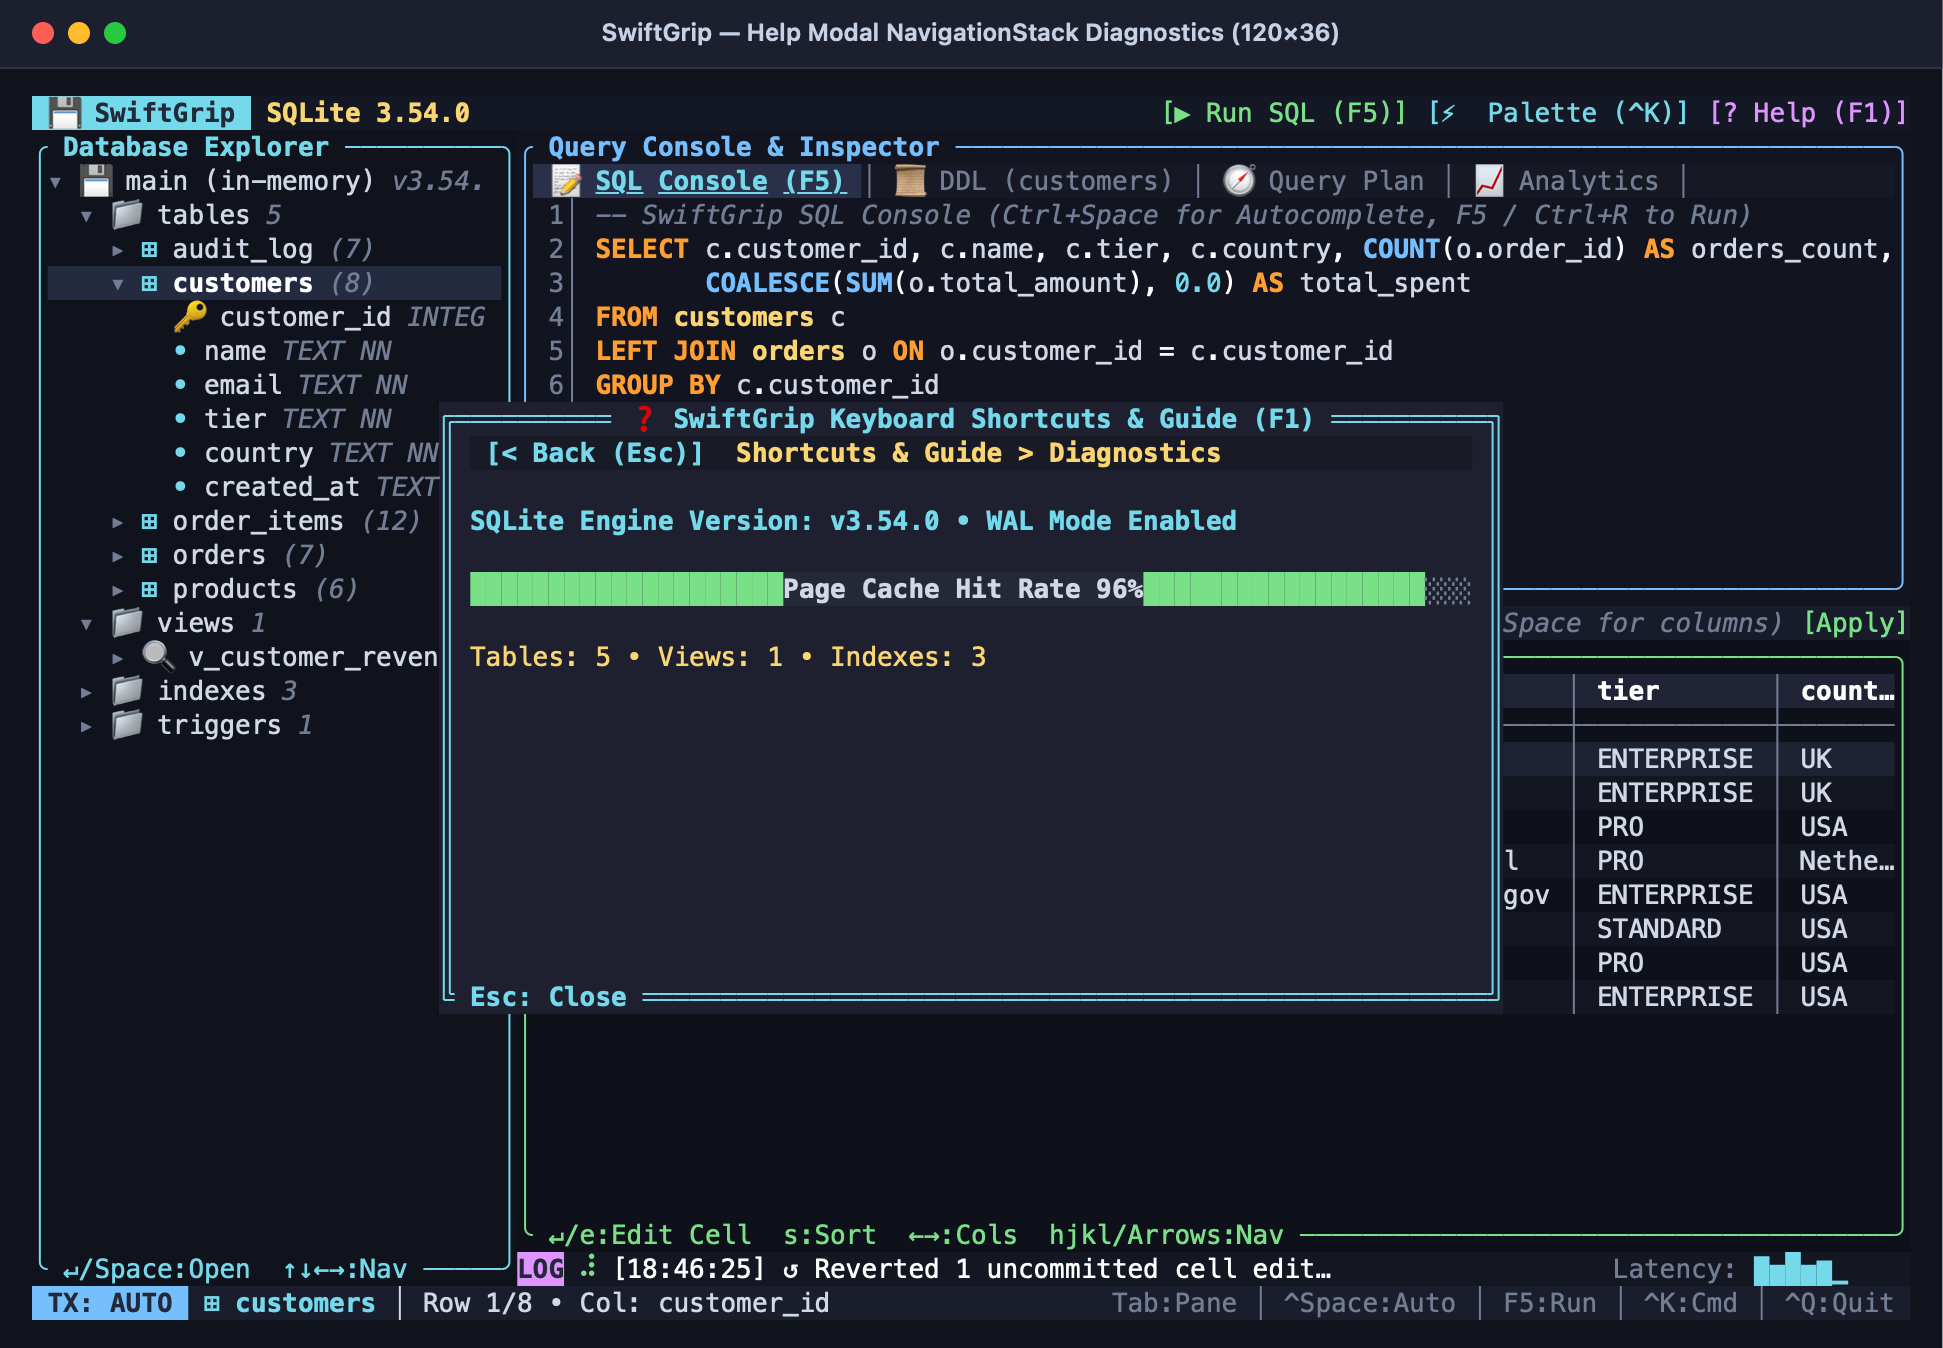 SwiftGrip — Help Modal NavigationStack Diagnostics (120×36)
SwiftGrip SQLite 3.54.0 [▶ Run SQL (F5)] [⚡ Palette (^K)] [? Help (F1)]
Database Explorer
▾ main (in-memory) v3.54.
▾ tables 5
▸ ⊞ audit_log (7)
▾ ⊞ customers (8)
customer_id INTEG
• name TEXT NN
• email TEXT NN
• tier TEXT NN
• country TEXT NN
• created_at TEXT
▸ ⊞ order_items (12)
▸ ⊞ orders (7)
▸ ⊞ products (6)
▾ views 1
▸ v_customer_reven
▸ indexes 3
▸ triggers 1
↵/Space:Open ↑↓←→:Nav
Query Console & Inspector
SQL Console (F5) │ DDL (customers) │ Query Plan │ Analytics │
1 -- SwiftGrip SQL Console (Ctrl+Space for Autocomplete, F5 / Ctrl+R to Run)
2 SELECT c.customer_id, c.name, c.tier, c.country, COUNT(o.order_id) AS orders_count,
3 COALESCE(SUM(o.total_amount), 0.0) AS total_spent
4 FROM customers c
5 LEFT JOIN orders o ON o.customer_id = c.customer_id
6 GROUP BY c.customer_id
❓ SwiftGrip Keyboard Shortcuts & Guide (F1)
[< Back (Esc)] Shortcuts & Guide > Diagnostics
SQLite Engine Version: v3.54.0 • WAL Mode Enabled
Page Cache Hit Rate 96%
Tables: 5 • Views: 1 • Indexes: 3
Esc: Close
Space for columns) [Apply]
tier │ count…
ENTERPRISE │ UK
ENTERPRISE │ UK
PRO │ USA
l │ PRO │ Nethe…
gov │ ENTERPRISE │ USA
STANDARD │ USA
PRO │ USA
ENTERPRISE │ USA
↵/e:Edit Cell s:Sort ←→:Cols hjkl/Arrows:Nav
LOG [18:46:25] ↺ Reverted 1 uncommitted cell edit… Latency:
TX: AUTO ⊞ customers │ Row 1/8 • Col: customer_id Tab:Pane │ ^Space:Auto │ F5:Run │ ^K:Cmd │ ^Q:Quit